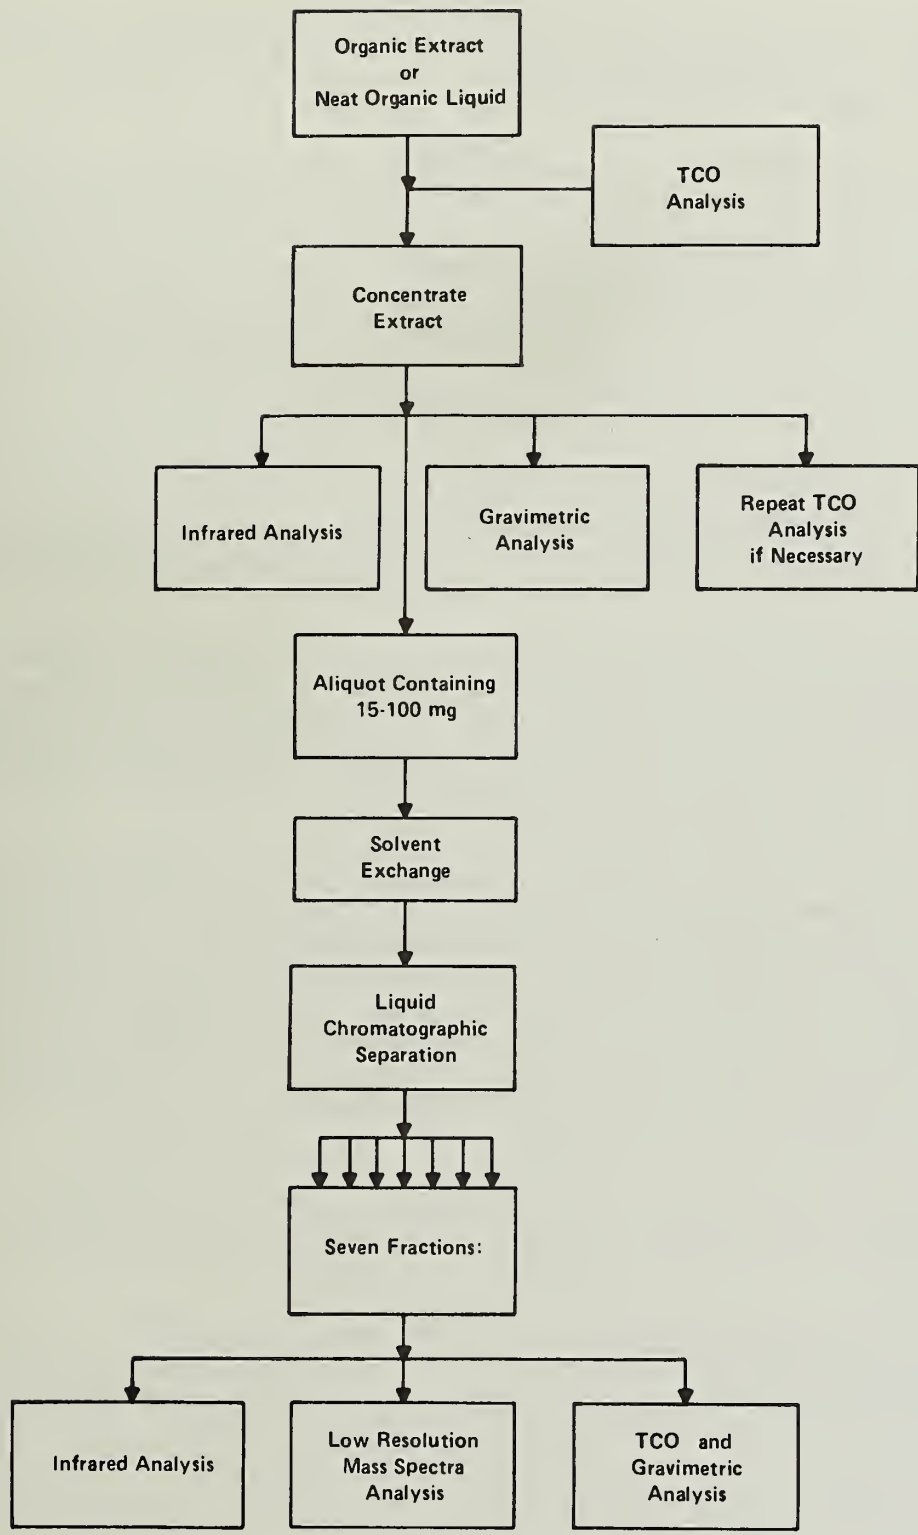 Organic Extract
or
Neat Organic Liquid
TCO
Analysis
Concentrate
Extract
Infrared Analysis
Gravimetric
Analysis
Repeat TCO
Analysis
if Necessary
Aliquot Containing
15-100 mg
Solvent
Exchange
Liquid
Chromatographic
Separation
Seven Fractions:
Infrared Analysis
Low Resolution
Mass Spectra
Analysis
TCO and
Gravimetric
Analysis